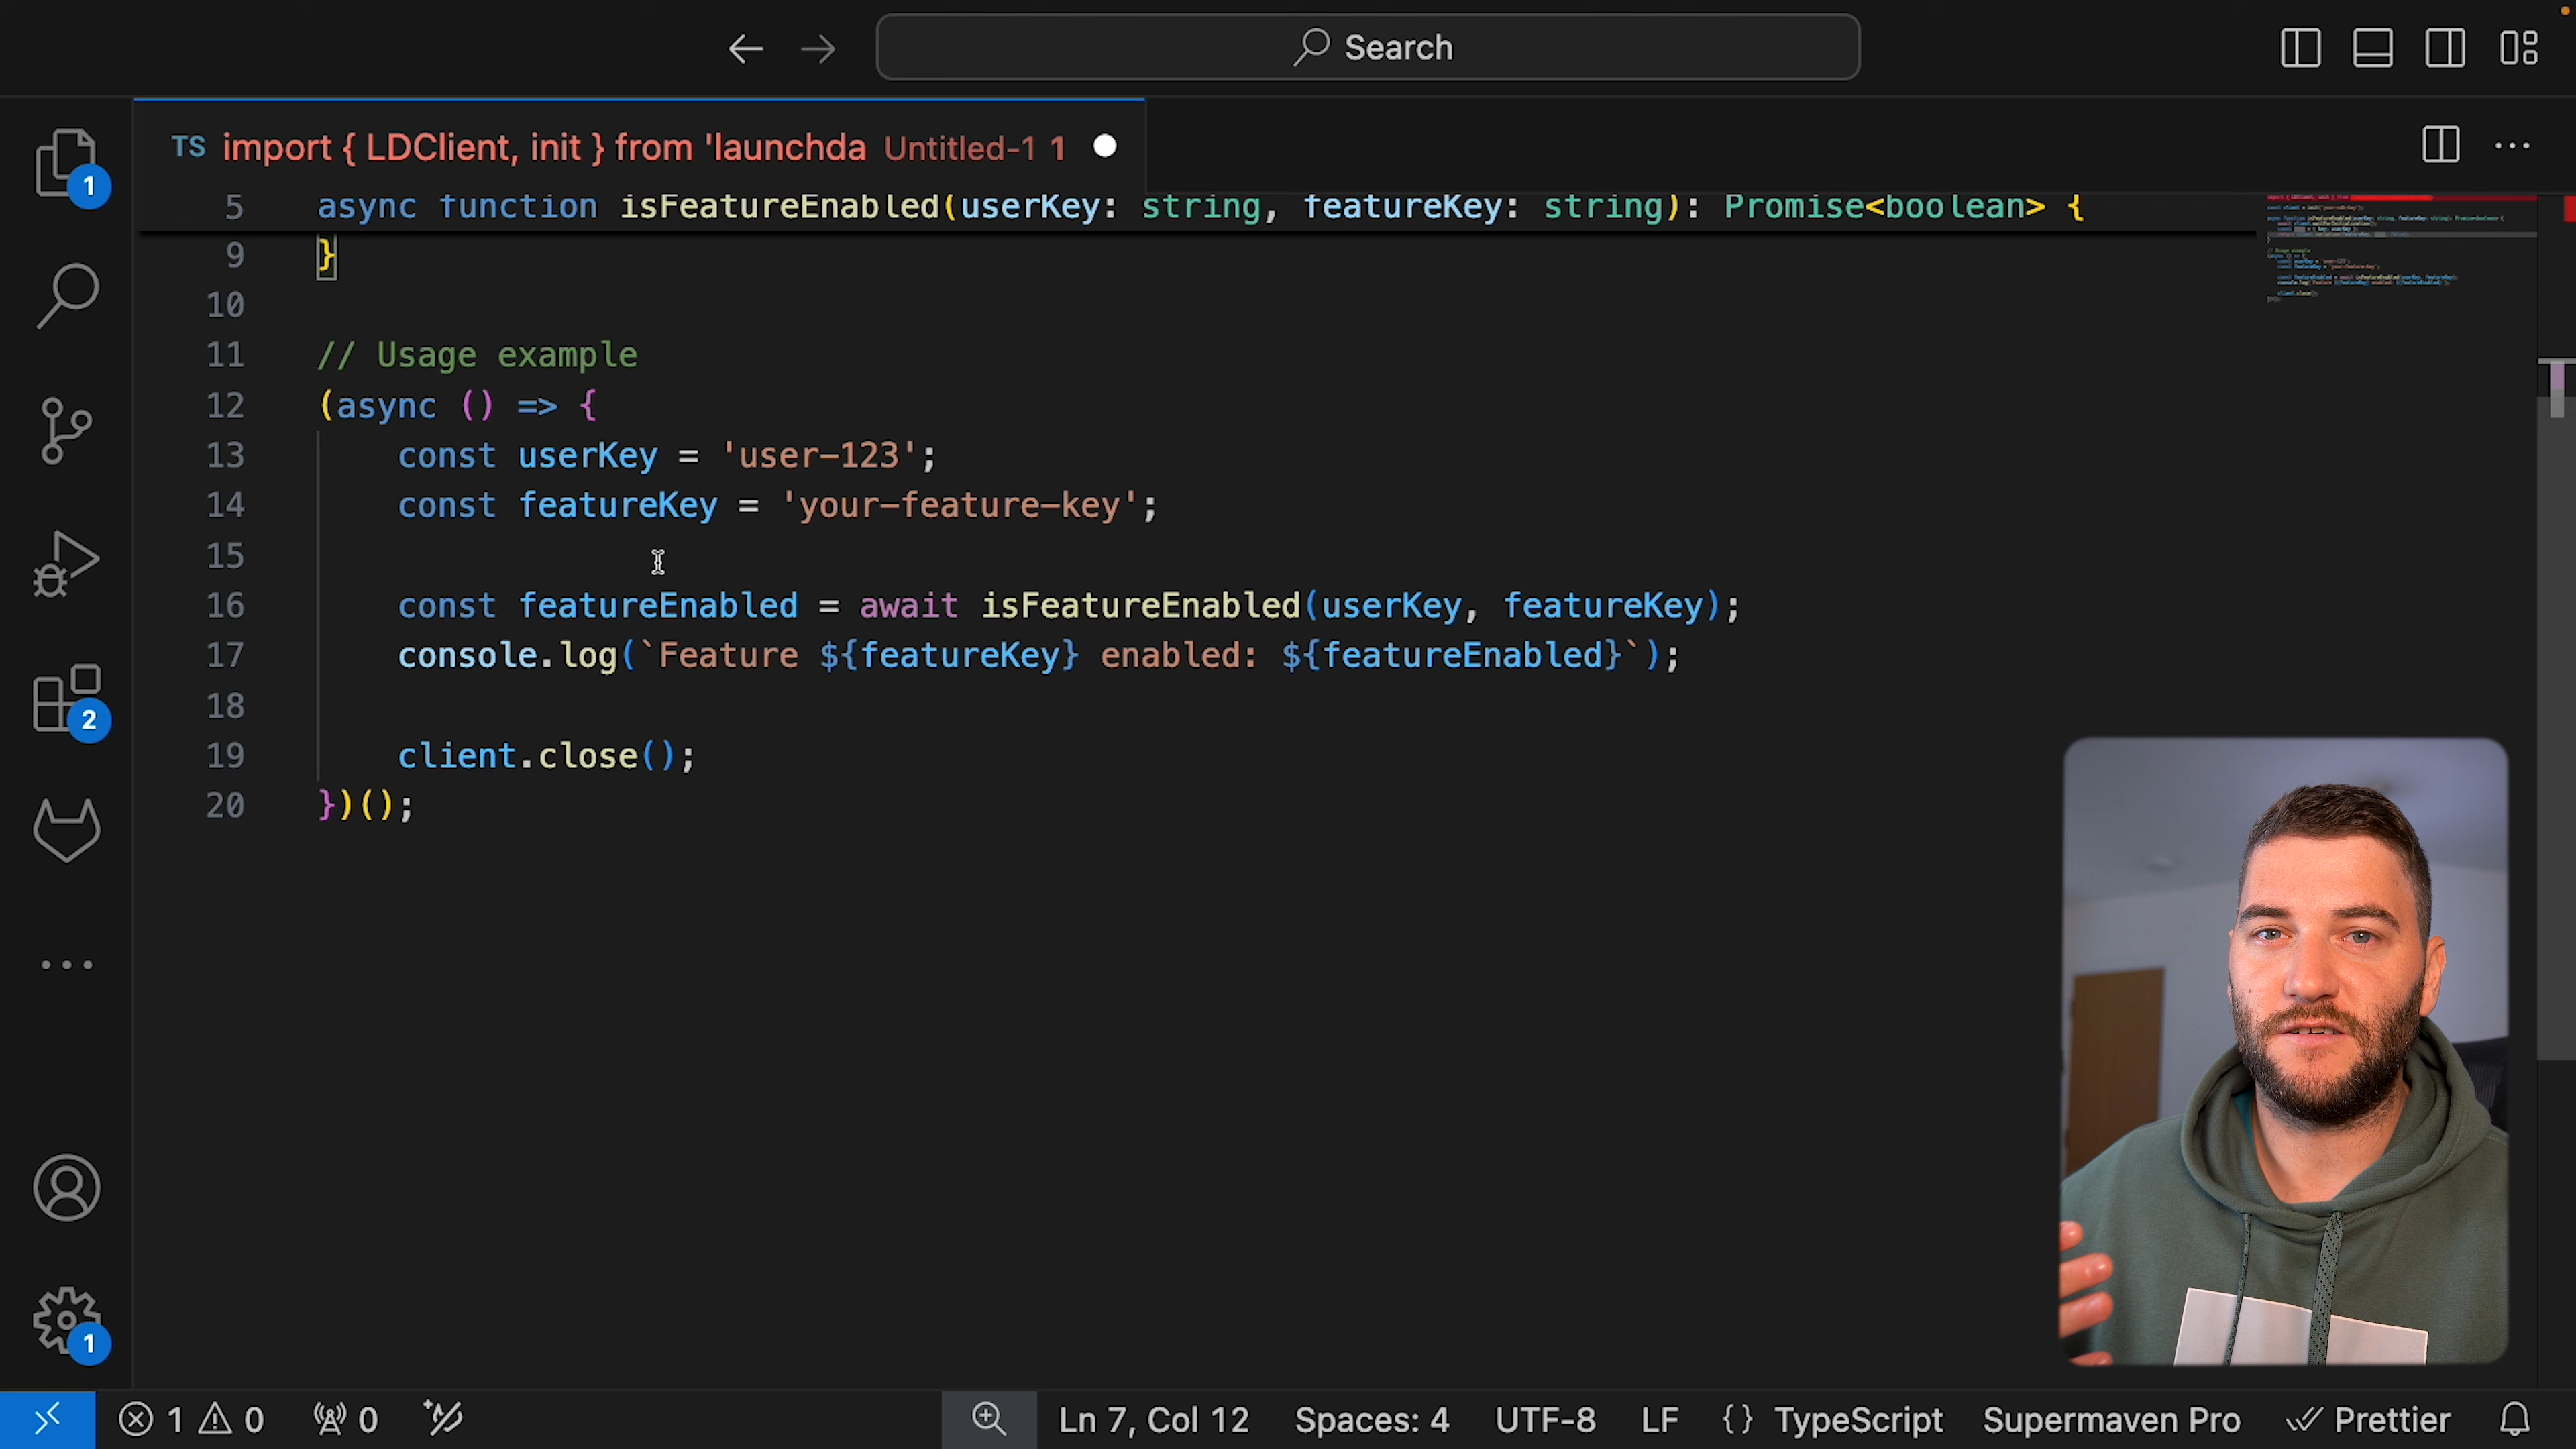 Search
TS import { LDClient, init } from 'launchda Untitled-1 1
5 async function isFeatureEnabled(userKey: string, featureKey: string): Promise<boolean> {
9 }
10
11 // Usage example
12 (async () => {
13 const userKey = 'user-123';
14 const featureKey = 'your-feature-key';
15
16 const featureEnabled = await isFeatureEnabled(userKey, featureKey);
17 console.log(`Feature ${featureKey} enabled: ${featureEnabled}`);
18
19 client.close();
20 })();
1
2
1
1 0 0 Ln 7, Col 12 Spaces: 4 UTF-8 LF {} TypeScript Supermaven Pro Prettier